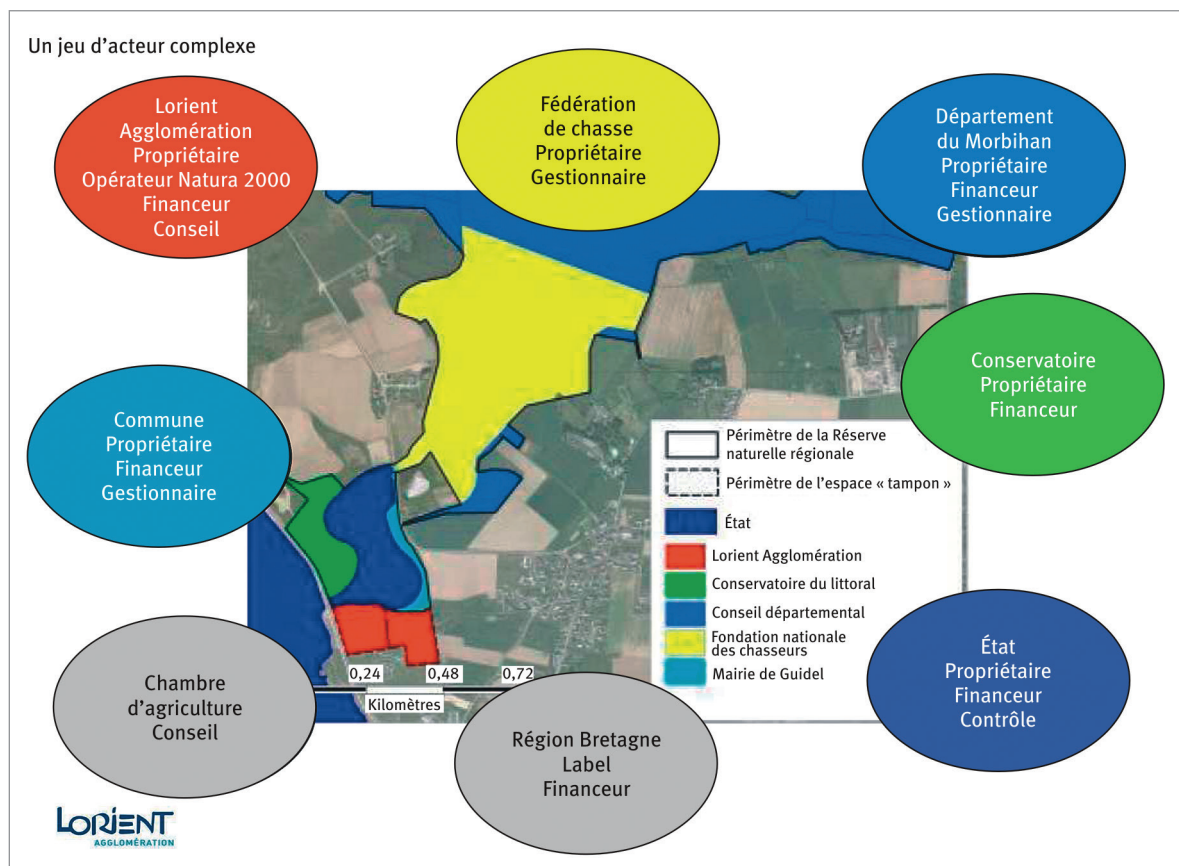 Un jeu d'acteur complexe
Lorient
Agglomération
Propriétaire
Opérateur Natura 2000
Financeur
Conseil
Fédération
de chasse
Propriétaire
Gestionnaire
Département
du Morbihan
Propriétaire
Financeur
Gestionnaire
Commune
Propriétaire
Financeur
Gestionnaire
Conservatoire
Propriétaire
Financeur
Périmètre de la Réserve
naturelle régionale
Périmètre de l'espace « tampon »
État
Lorient Agglomération
Conservatoire du littoral
Conseil départemental
Fondation nationale
des chasseurs
Mairie de Guidel
0,24 0,48 0,72
Kilomètres
Chambre
d'agriculture
Conseil
Région Bretagne
Label
Financeur
État
Propriétaire
Financeur
Contrôle
LORIENT
AGGLOMÉRATION